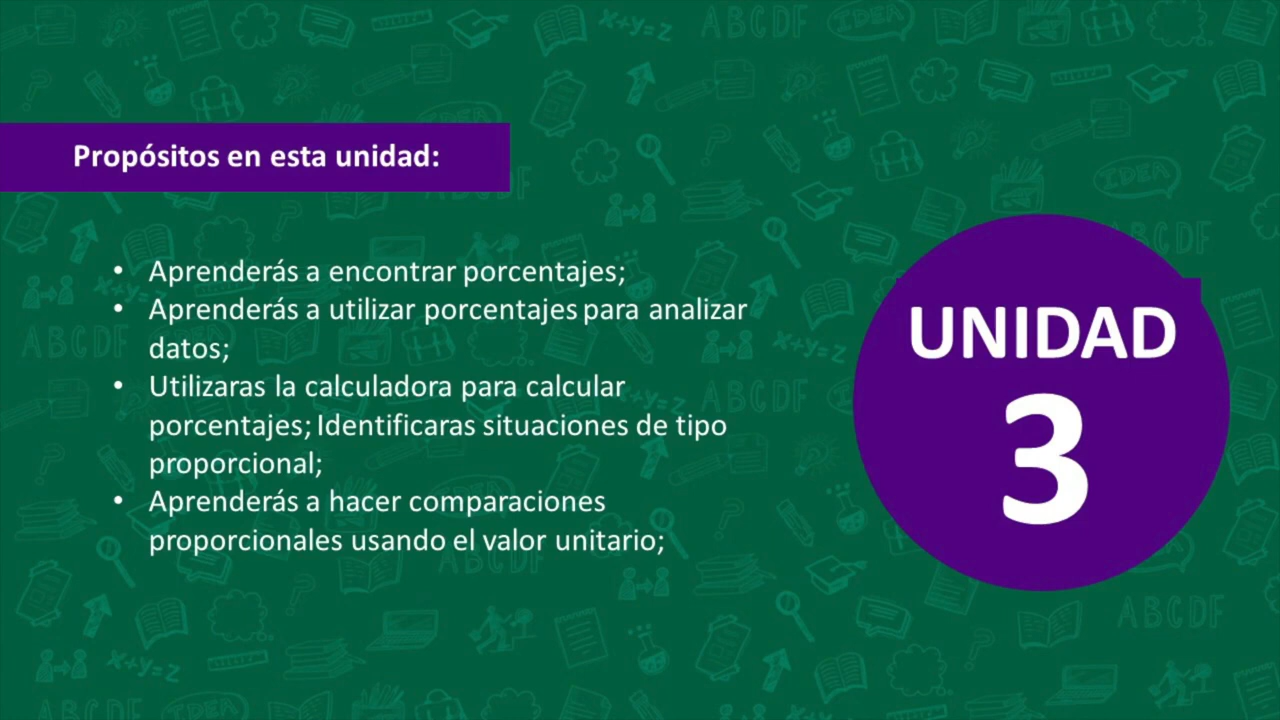 Propósitos en esta unidad:
• Aprenderás a encontrar porcentajes;
• Aprenderás a utilizar porcentajes para analizar
datos;
• Utilizaras la calculadora para calcular
porcentajes; Identificaras situaciones de tipo
proporcional;
• Aprenderás a hacer comparaciones
proporcionales usando el valor unitario;
UNIDAD
3